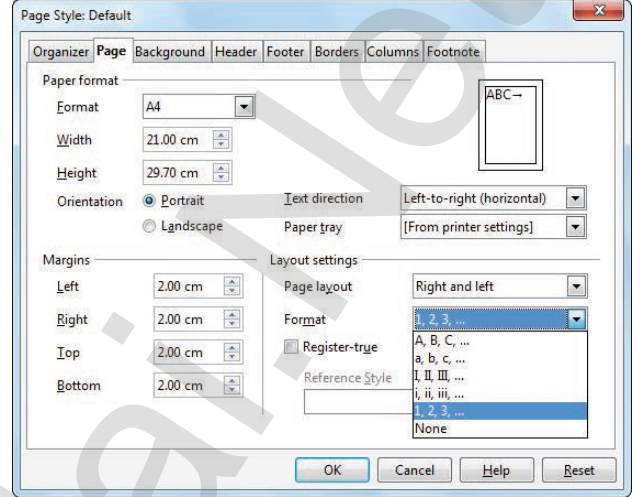 Page Style: Default
Organizer Page Background Header Footer Borders Columns Footnote
Paper format
Format A4
ABC→
Width 21.00 cm
Height 29.70 cm
Orientation Portrait Text direction Left-to-right (horizontal)
Landscape Paper tray [From printer settings]
Margins Layout settings
Left 2.00 cm Page layout Right and left
Right 2.00 cm Format 1, 2, 3, ...
Top 2.00 cm Register-true A, B, C, ...
a, b, c, ...
Bottom 2.00 cm Reference Style I, II, III, ...
i, ii, iii, ...
1, 2, 3, ...
None
OK Cancel Help Reset